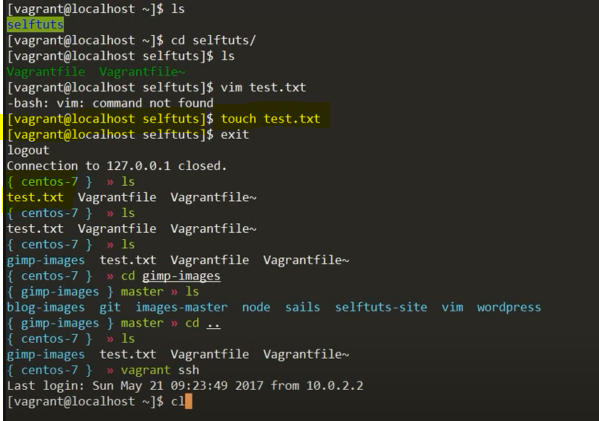 [vagrant@localhost ~]$ ls
selftuts
[vagrant@localhost ~]$ cd selftuts/
[vagrant@localhost selftuts]$ ls
Vagrantfile  Vagrantfile~
[vagrant@localhost selftuts]$ vim test.txt
-bash: vim: command not found
[vagrant@localhost selftuts]$ touch test.txt
[vagrant@localhost selftuts]$ exit
logout
Connection to 127.0.0.1 closed.
{ centos-7 }  » ls
test.txt  Vagrantfile  Vagrantfile~
{ centos-7 }  » ls
test.txt  Vagrantfile  Vagrantfile~
{ centos-7 }  » ls
gimp-images  test.txt  Vagrantfile  Vagrantfile~
{ centos-7 }  » cd gimp-images
{ gimp-images } master » ls
blog-images  git  images-master  node  sails  selftuts-site  vim  wordpress
{ gimp-images } master » cd ..
{ centos-7 }  » ls
gimp-images  test.txt  Vagrantfile  Vagrantfile~
{ centos-7 }  » vagrant ssh
Last login: Sun May 21 09:23:49 2017 from 10.0.2.2
[vagrant@localhost ~]$ cl